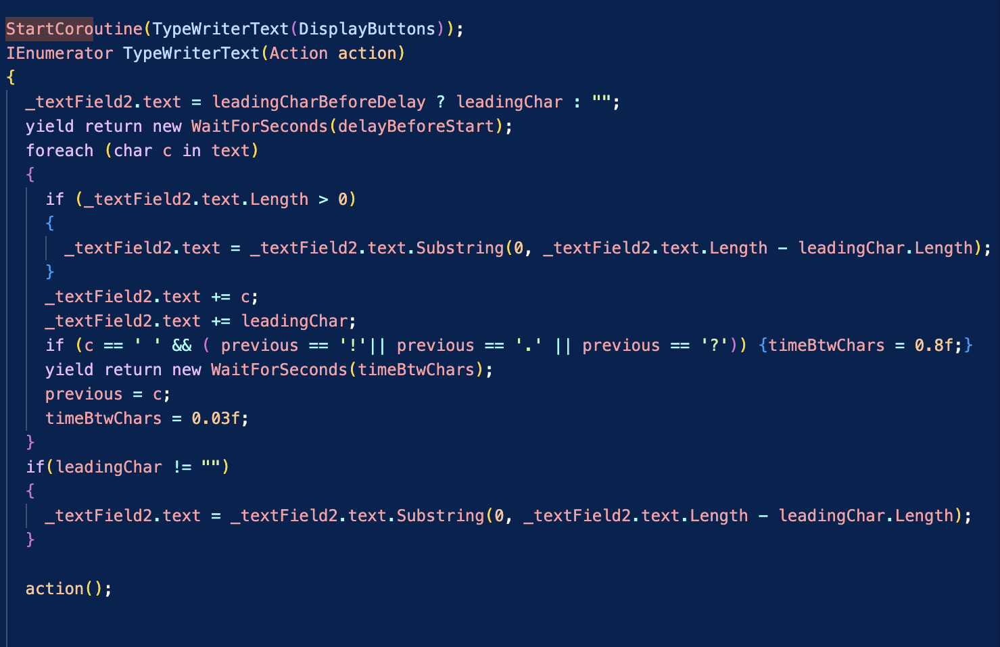 StartCoroutine(TypeWriterText(DisplayButtons));
IEnumerator TypeWriterText(Action action)
{
  _textField2.text = leadingCharBeforeDelay ? leadingChar : "";
  yield return new WaitForSeconds(delayBeforeStart);
  foreach (char c in text)
  {
    if (_textField2.text.Length > 0)
    {
      _textField2.text = _textField2.text.Substring(0, _textField2.text.Length - leadingChar.Length);
    }
    _textField2.text += c;
    _textField2.text += leadingChar;
    if (c == ' ' && ( previous == '!'|| previous == '.' || previous == '?')) {timeBtwChars = 0.8f;}
    yield return new WaitForSeconds(timeBtwChars);
    previous = c;
    timeBtwChars = 0.03f;
  }
  if(leadingChar != "")
  {
    _textField2.text = _textField2.text.Substring(0, _textField2.text.Length - leadingChar.Length);
  }
  action();